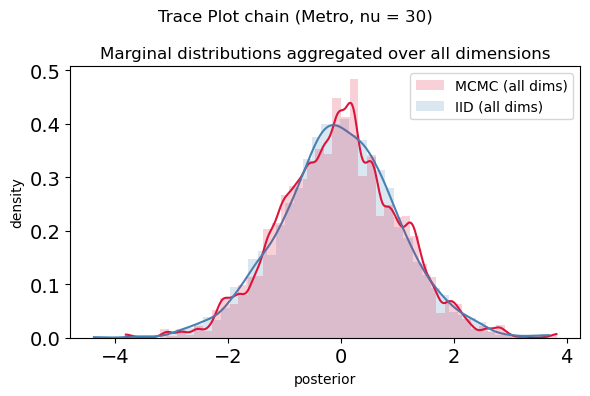 Trace Plot chain (Metro, nu = 30)
Marginal distributions aggregated over all dimensions
MCMC (all dims)
IID (all dims)
density
0.5
0.4
0.3
0.2
0.1
0.0
−4
−2
0
2
4
posterior